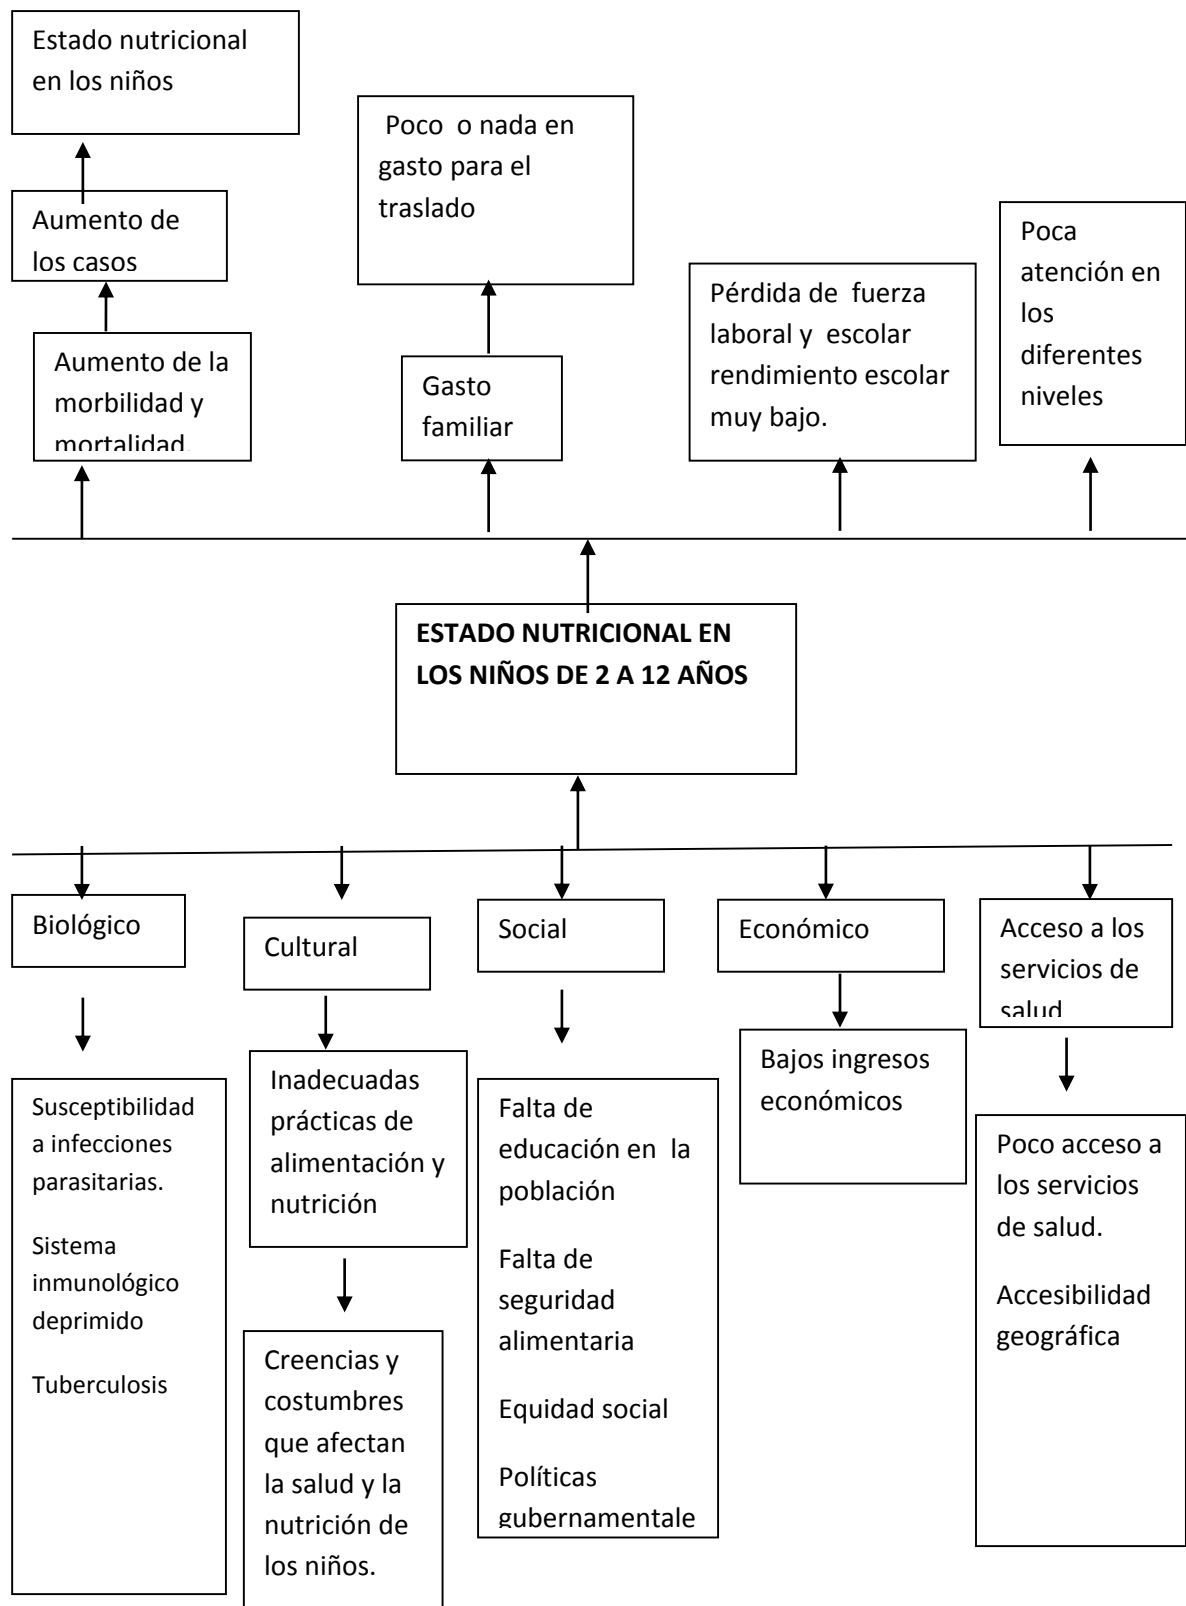 Estado nutricional
en los niños
Aumento de
los casos
Aumento de la
morbilidad y
mortalidad.
Poco o nada en
gasto para el
traslado
Gasto
familiar
Pérdida de fuerza
laboral y escolar
rendimiento escolar
muy bajo.
Poca
atención en
los
diferentes
niveles
ESTADO NUTRICIONAL EN
LOS NIÑOS DE 2 A 12 AÑOS
Biológico
Susceptibilidad
a infecciones
parasitarias.
Sistema
inmunológico
deprimido
Tuberculosis
Cultural
Inadecuadas
prácticas de
alimentación y
nutrición
Creencias y
costumbres
que afectan
la salud y la
nutrición de
los niños.
Social
Falta de
educación en la
población
Falta de
seguridad
alimentaria
Equidad social
Políticas
gubernamentale
Económico
Bajos ingresos
económicos
Acceso a los
servicios de
salud
Poco acceso a
los servicios
de salud.
Accesibilidad
geográfica